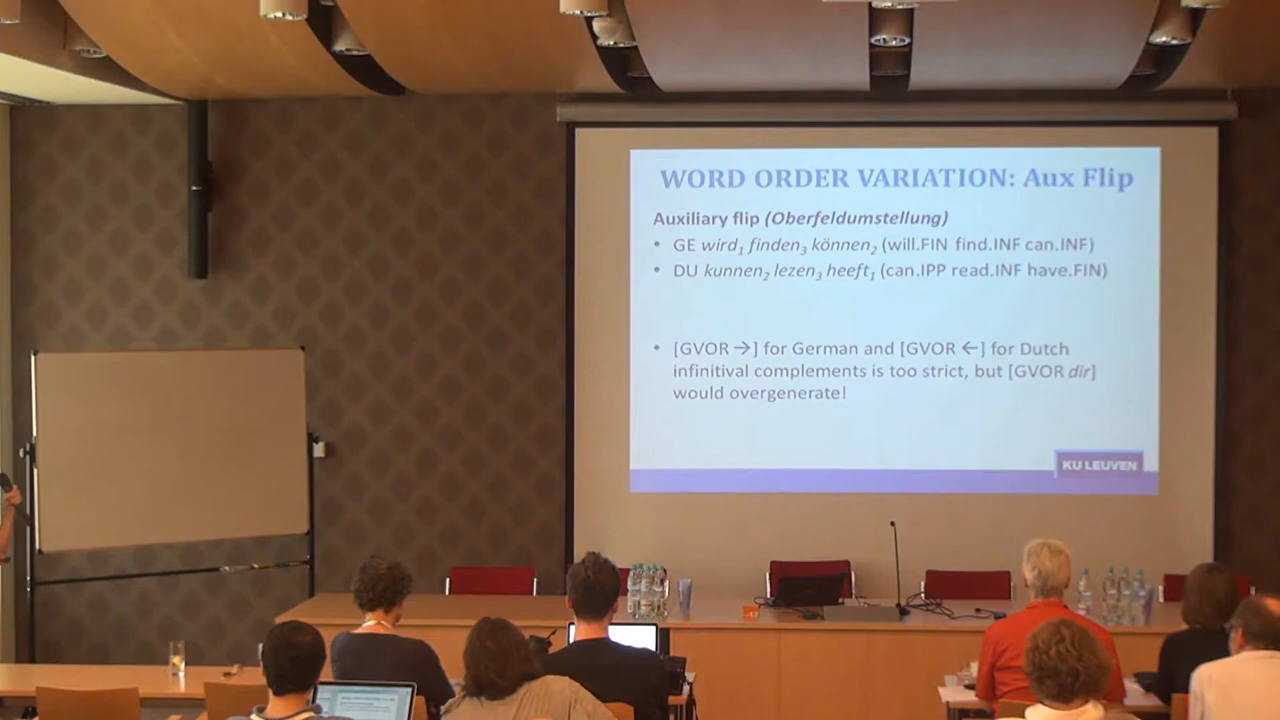 WORD ORDER VARIATION: Aux Flip
Auxiliary flip (Oberfeldumstellung)
• GE wird₁ finden₃ können₂ (will.FIN find.INF can.INF)
• DU kunnen₂ lezen₃ heeft₁ (can.IPP read.INF have.FIN)
• [GVOR →] for German and [GVOR ←] for Dutch
infinitival complements is too strict, but [GVOR dir]
would overgenerate!
KU LEUVEN